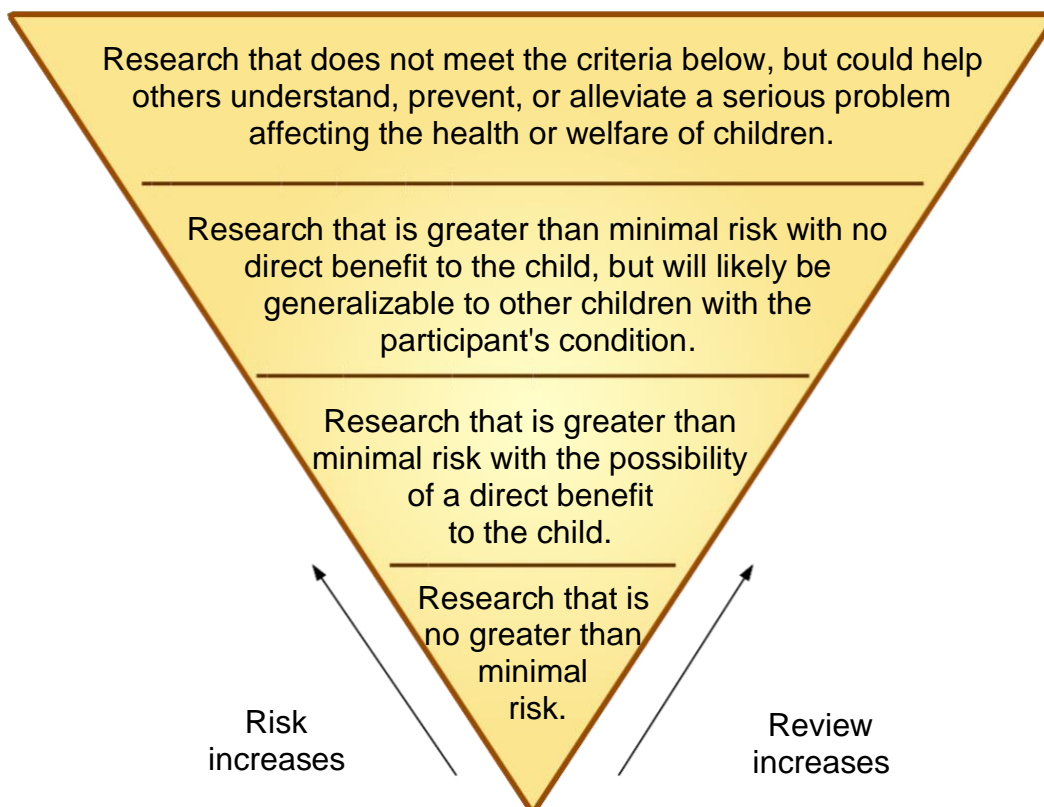 Research that does not meet the criteria below, but could help
others understand, prevent, or alleviate a serious problem
affecting the health or welfare of children.
Research that is greater than minimal risk with no
direct benefit to the child, but will likely be
generalizable to other children with the
participant's condition.
Research that is greater than
minimal risk with the possibility
of a direct benefit
to the child.
Research that is
no greater than
minimal
risk.
Risk
increases
Review
increases